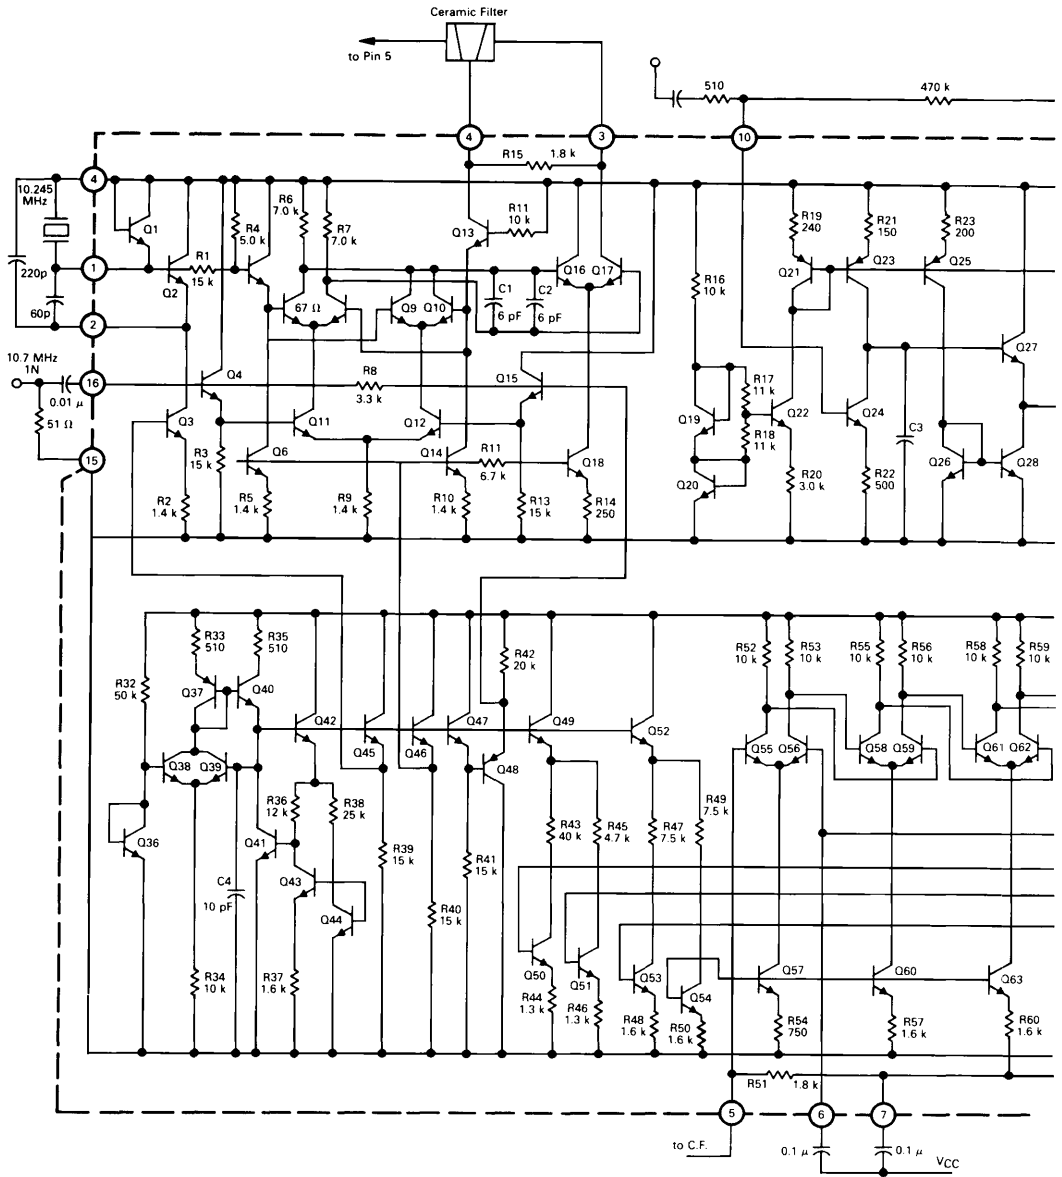 Ceramic Filter
to Pin 5
510
470 k
4
3
10
R15
1.8 k
4
10.245
MHz
R6
7.0 k
R7
7.0 k
R11
10 k
Q13
R4
5.0 k
Q1
R19
240
R21
150
R23
200
1
R1
15 k
Q2
220p
60p
2
67 Ω
Q9
Q10
C1
6 pF
C2
6 pF
Q16
Q17
R16
10 k
Q21
Q23
Q25
10.7 MHz
1N
0.01 μ
16
51 Ω
15
Q4
R8
3.3 k
Q15
Q27
Q3
Q11
Q12
R17
11 k
R18
11 k
Q19
Q22
Q24
C3
R3
15 k
Q6
Q14
R11
6.7 k
Q18
Q20
R20
3.0 k
R22
500
Q26
Q28
R2
1.4 k
R5
1.4 k
R9
1.4 k
R10
1.4 k
R13
15 k
R14
250
R33
510
R35
510
R32
50 k
Q37
Q40
R42
20 k
R52
10 k
R53
10 k
R55
10 k
R56
10 k
R58
10 k
R59
10 k
Q42
Q45
Q46
Q47
Q48
Q49
Q52
Q55
Q56
Q58
Q59
Q61
Q62
Q38
Q39
R36
12 k
R38
25 k
R49
7.5 k
Q36
Q41
C4
10 pF
Q43
Q44
R39
15 k
R41
15 k
R43
40 k
R45
4.7 k
R47
7.5 k
R40
15 k
R34
10 k
R37
1.6 k
Q50
R44
1.3 k
Q51
R46
1.3 k
Q53
R48
1.6 k
Q54
R50
1.6 k
Q57
R54
750
Q60
R57
1.6 k
Q63
R60
1.6 k
R51
1.8 k
5
6
7
to C.F.
0.1 μ
0.1 μ
VCC